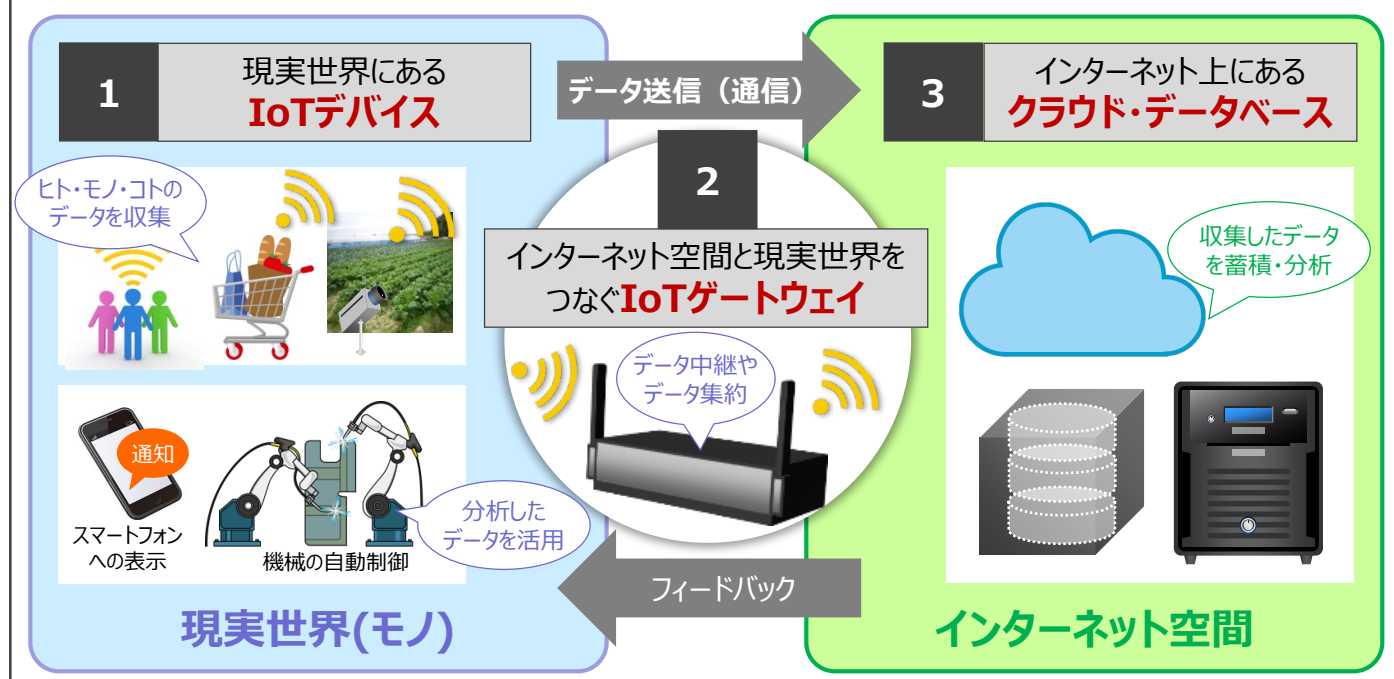 1
現実世界にある
IoTデバイス
データ送信（通信）
3
インターネット上にある
クラウド・データベース
2
インターネット空間と現実世界を
つなぐIoTゲートウェイ
ヒト・モノ・コトの
データを収集
収集したデータ
を蓄積・分析
データ中継や
データ集約
通知
スマートフォン
への表示
機械の自動制御
分析した
データを活用
フィードバック
現実世界(モノ)
インターネット空間